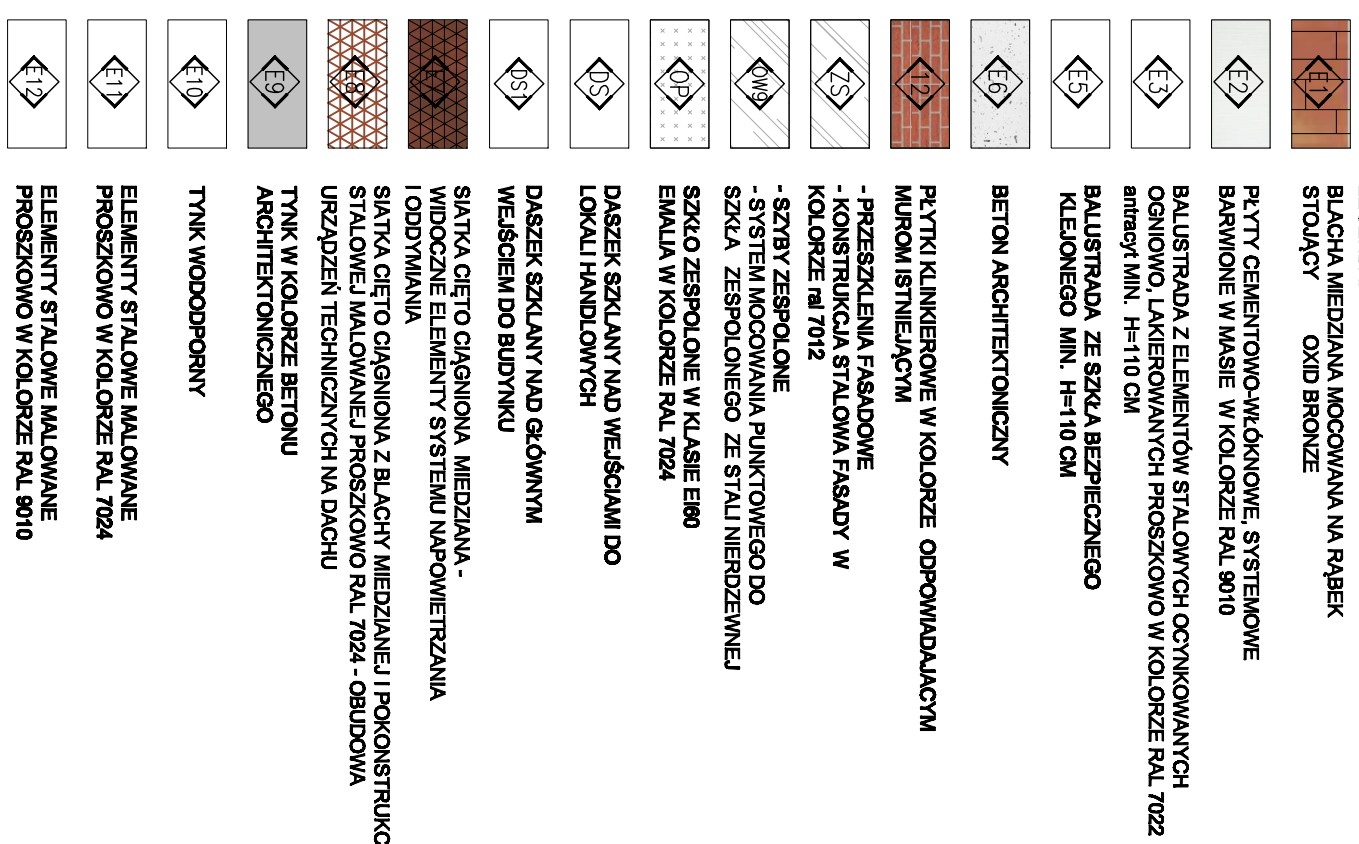 E1
BLACHA MIEDZIANA MOCOWANA NA RĄBEK
STOJĄCY OXID BRONZE
E2
PŁYTY CEMENTOWO-WŁÓKNOWE, SYSTEMOWE
BARWIONE W MASIE W KOLORZE RAL 9010
E3
BALUSTRADA Z ELEMENTÓW STALOWYCH OCYNKOWANYCH
OGNIOWO, LAKIEROWANYCH PROSZKOWO W KOLORZE RAL 7022
antracyt MIN. H=110 CM
E5
BALUSTRADA ZE SZKŁA BEZPIECZNEGO
KLEJONEGO MIN. H=110 CM
E6
BETON ARCHITEKTONICZNY
12
PŁYTKI KLINKIEROWE W KOLORZE ODPOWIADAJACYM
MUROM ISTNIEJĄCYM
ZS
- PRZESZKLENIA FASADOWE
- KONSTRUKCJA STALOWA FASADY W
KOLORZE ral 7012
OW9
- SZYBY ZESPOLONE
- SYSTEM MOCOWANIA PUNKTOWEGO DO
SZKŁA ZESPOLONEGO ZE STALI NIERDZEWNEJ
OP
SZKŁO ZESPOLONE W KLASIE EI60
EMALIA W KOLORZE RAL 7024
DS
DASZEK SZKLANY NAD WEJŚCIAMI DO
LOKALI HANDLOWYCH
DS1
DASZEK SZKLANY NAD GŁÓWNYM
WEJŚCIEM DO BUDYNKU
E7
SIATKA CIĘTO CIĄGNIONA MIEDZIANA -
WIDOCZNE ELEMENTY SYSTEMU NAPOWIETRZANIA
I ODDYMIANIA
E8
SIATKA CIĘTO CIĄGNIONA Z BLACHY MIEDZIANEJ I POKONSTRUKC
STALOWEJ MALOWANEJ PROSZKOWO RAL 7024 - OBUDOWA
URZĄDZEŃ TECHNICZNYCH NA DACHU
E9
TYNK W KOLORZE BETONU
ARCHITEKTONICZNEGO
E10
TYNK WODOPORNY
E11
ELEMENTY STALOWE MALOWANE
PROSZKOWO W KOLORZE RAL 7024
E12
ELEMENTY STALOWE MALOWANE
PROSZKOWO W KOLORZE RAL 9010